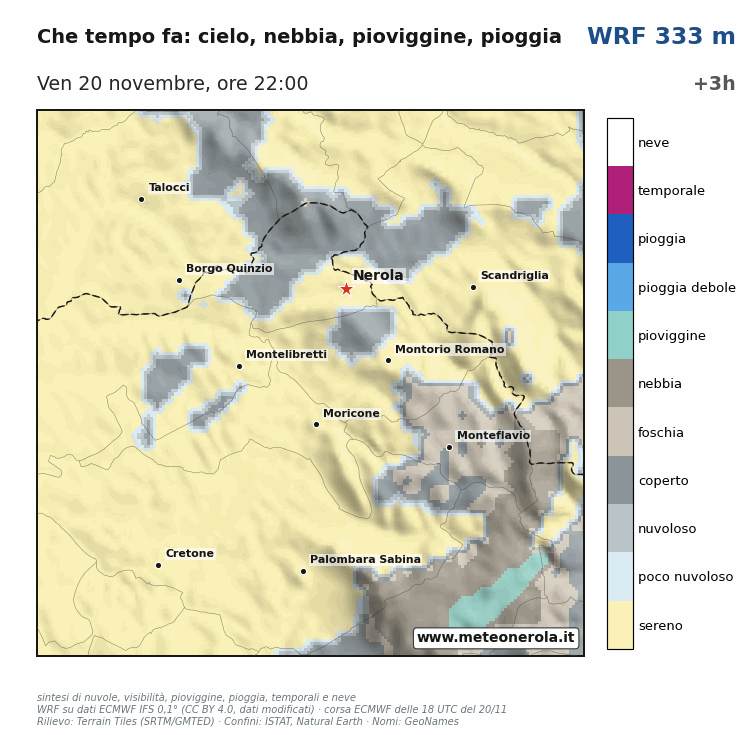 Che tempo fa: cielo, nebbia, pioviggine, pioggia
WRF 333 m
Ven 20 novembre, ore 22:00
+3h
Talocci
Borgo Quinzio
Nerola
Scandriglia
Montelibretti
Montorio Romano
Moricone
Monteflavio
Cretone
Palombara Sabina
www.meteonerola.it
neve
temporale
pioggia
pioggia debole
pioviggine
nebbia
foschia
coperto
nuvoloso
poco nuvoloso
sereno
sintesi di nuvole, visibilità, pioviggine, pioggia, temporali e neve
WRF su dati ECMWF IFS 0,1° (CC BY 4.0, dati modificati) · corsa ECMWF delle 18 UTC del 20/11
Rilievo: Terrain Tiles (SRTM/GMTED) · Confini: ISTAT, Natural Earth · Nomi: GeoNames